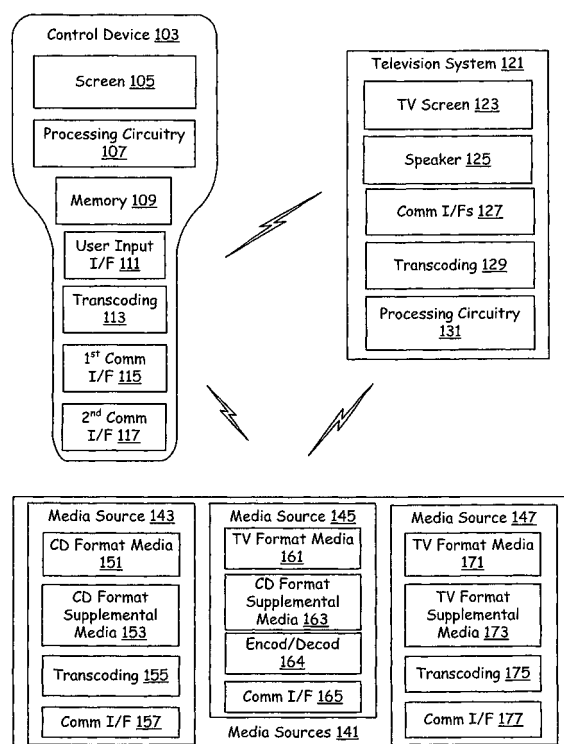 Control Device 103
Screen 105
Processing Circuitry
107
Memory 109
User Input
I/F 111
Transcoding
113
1st Comm
I/F 115
2nd Comm
I/F 117
Television System 121
TV Screen 123
Speaker 125
Comm I/Fs 127
Transcoding 129
Processing Circuitry
131
Media Source 143
CD Format Media
151
CD Format
Supplemental
Media 153
Transcoding 155
Comm I/F 157
Media Source 145
TV Format Media
161
CD Format
Supplemental
Media 163
Encod/Decod
164
Comm I/F 165
Media Sources 141
Media Source 147
TV Format Media
171
TV Format
Supplemental
Media 173
Transcoding 175
Comm I/F 177